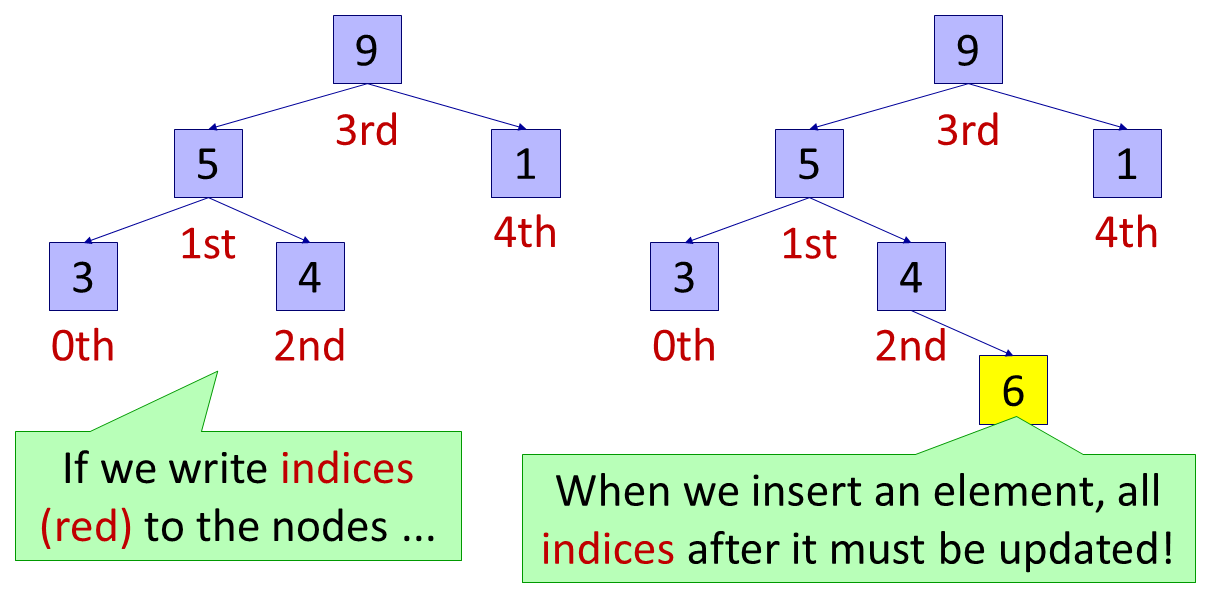 9
3rd
5
1
1st
4th
3
4
0th
2nd
If we write indices
(red) to the nodes ...
9
3rd
5
1
1st
4th
3
4
0th
2nd
6
When we insert an element, all
indices after it must be updated!